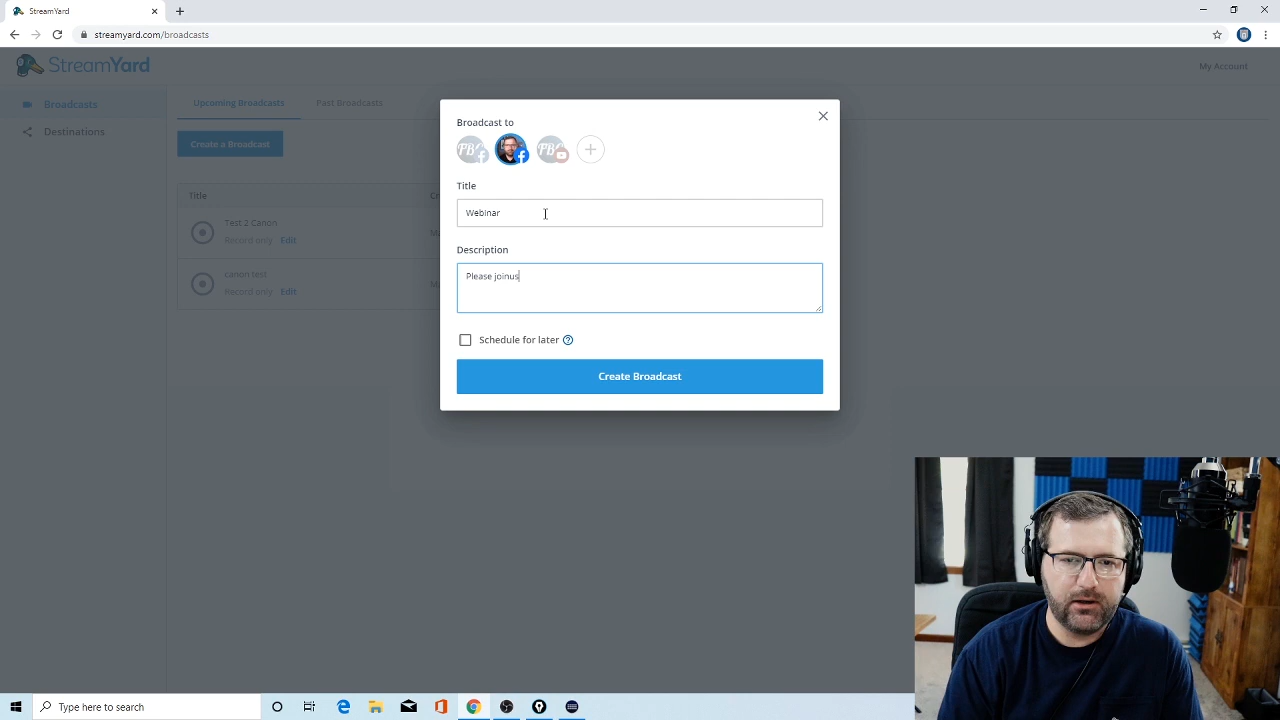 StreamYard
streamyard.com/broadcasts
StreamYard
My Account
Broadcasts
Destinations
Upcoming Broadcasts
Past Broadcasts
Create a Broadcast
Title
Test 2 Canon
Record only Edit
canon test
Record only Edit
Broadcast to
Title
Webinar
Description
Please joinus
Schedule for later
Create Broadcast
Type here to search